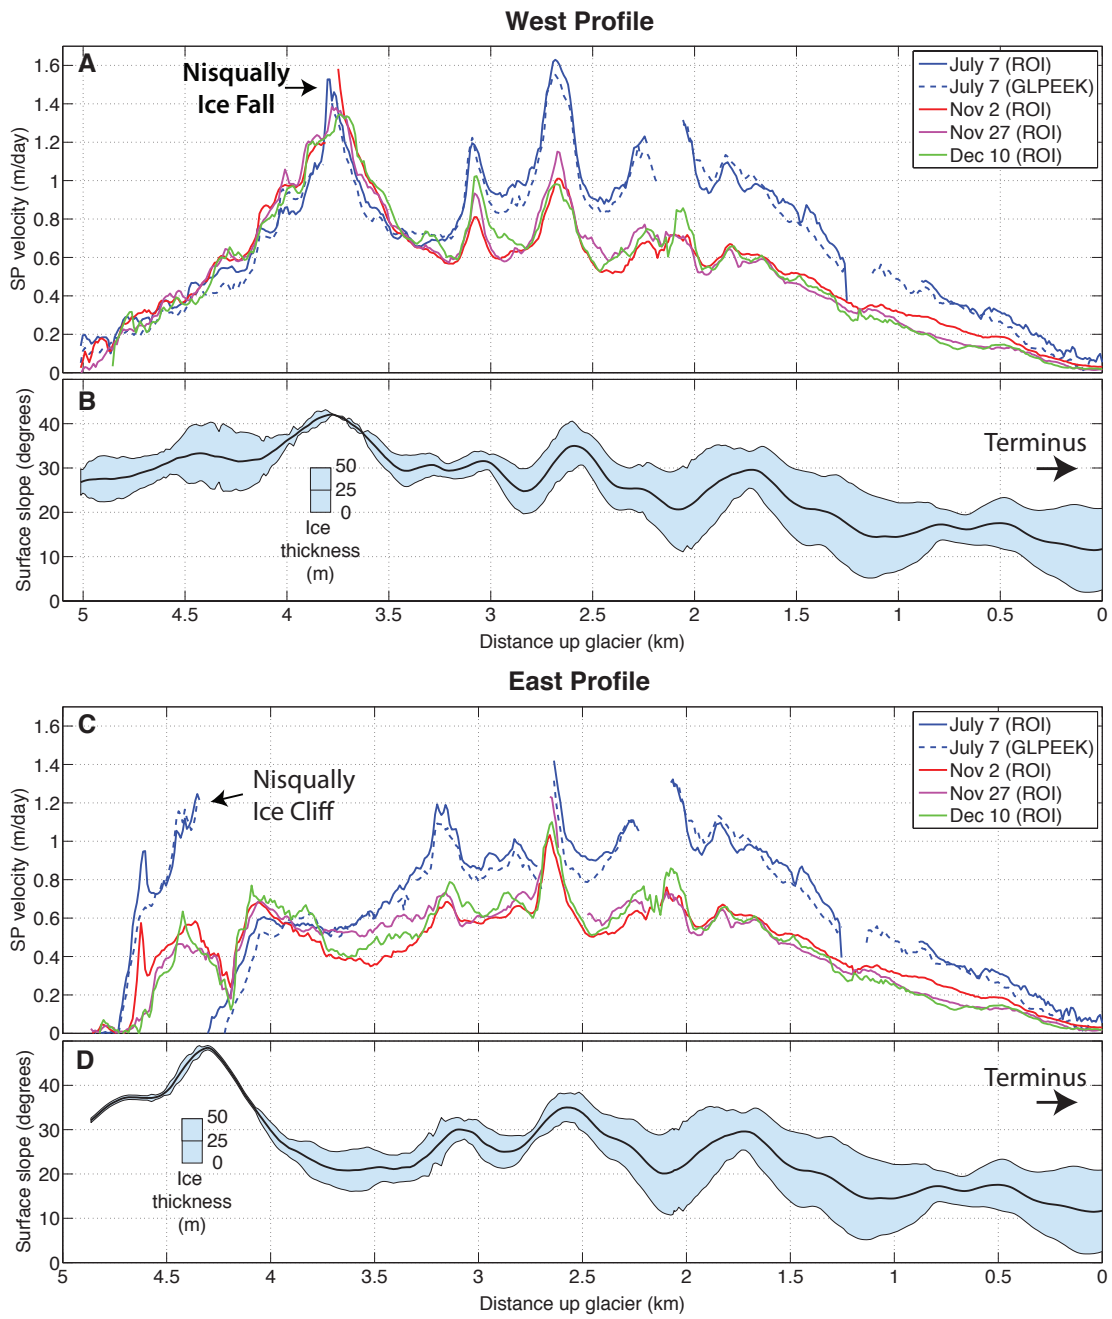 West Profile
A
Nisqually
Ice Fall
July 7 (ROI)
July 7 (GLPEEK)
Nov 2 (ROI)
Nov 27 (ROI)
Dec 10 (ROI)
SP velocity (m/day)
1.6
1.4
1.2
1
0.8
0.6
0.4
0.2
0
B
Terminus
Surface slope (degrees)
40
30
20
10
0
50
25
0
Ice
thickness
(m)
5 4.5 4 3.5 3 2.5 2 1.5 1 0.5 0
Distance up glacier (km)
East Profile
C
Nisqually
Ice Cliff
July 7 (ROI)
July 7 (GLPEEK)
Nov 2 (ROI)
Nov 27 (ROI)
Dec 10 (ROI)
SP velocity (m/day)
1.6
1.4
1.2
1
0.8
0.6
0.4
0.2
0
D
Terminus
Surface slope (degrees)
40
30
20
10
0
50
25
0
Ice
thickness
(m)
5 4.5 4 3.5 3 2.5 2 1.5 1 0.5 0
Distance up glacier (km)